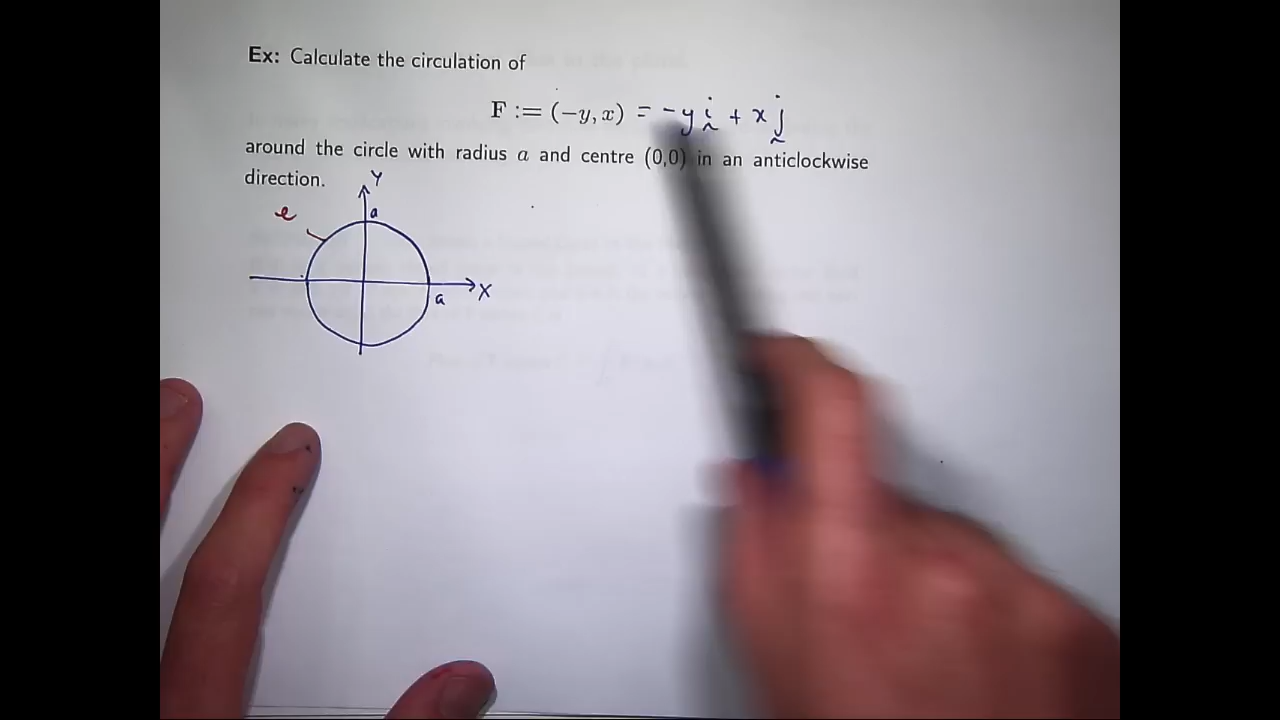 Ex: Calculate the circulation of
F := (−y, x) = -y i + x j
around the circle with radius a and centre (0,0) in an anticlockwise
direction.
Y
a
e
a
X